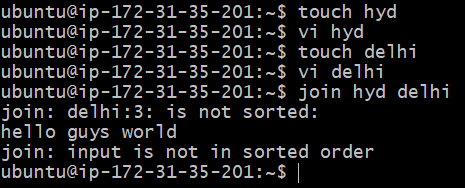 ubuntu@ip-172-31-35-201:~$ touch hyd
ubuntu@ip-172-31-35-201:~$ vi hyd
ubuntu@ip-172-31-35-201:~$ touch delhi
ubuntu@ip-172-31-35-201:~$ vi delhi
ubuntu@ip-172-31-35-201:~$ join hyd delhi
join: delhi:3: is not sorted:
hello guys world
join: input is not in sorted order
ubuntu@ip-172-31-35-201:~$